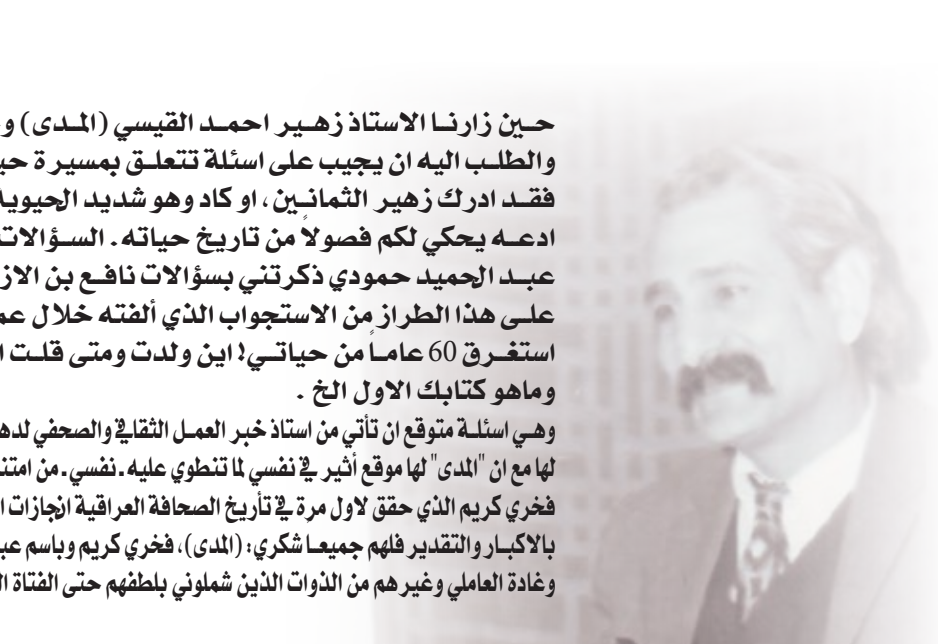 حين زارنا الاستاذ زهير احمد القيسي (المدى) و
والطلب اليه ان يجيب على اسئلة تتعلق بمسيرة حي
فقد ادرك زهير الثمانين، او كاد وهو شديد الحيوية
ادعه يحكي لكم فصولاً من تاريخ حياته. السؤالات
عبد الحميد حمودي ذكرتني بسؤالات نافع بن الاز
على هذا الطراز من الاستجواب الذي ألفته خلال عم
استغرق 60 عاماً من حياتي! اين ولدت ومتى قلت ا
وماهو كتابك الاول الخ .
وهي اسئلة متوقع ان تأتي من استاذ خبر العمل الثقافي والصحفي لده
لها مع ان "المدى" لها موقع أثير في نفسي لما تنطوي عليه. نفسي. من امتن
فخري كريم الذي حقق لاول مرة في تأريخ الصحافة العراقية انجازات ا
بالاكبار والتقدير فلهم جميعا شكري: (المدى)، فخري كريم وباسم عب
وغادة العاملي وغيرهم من الذوات الذين شملوني بلطفهم حتى الفتاة ال